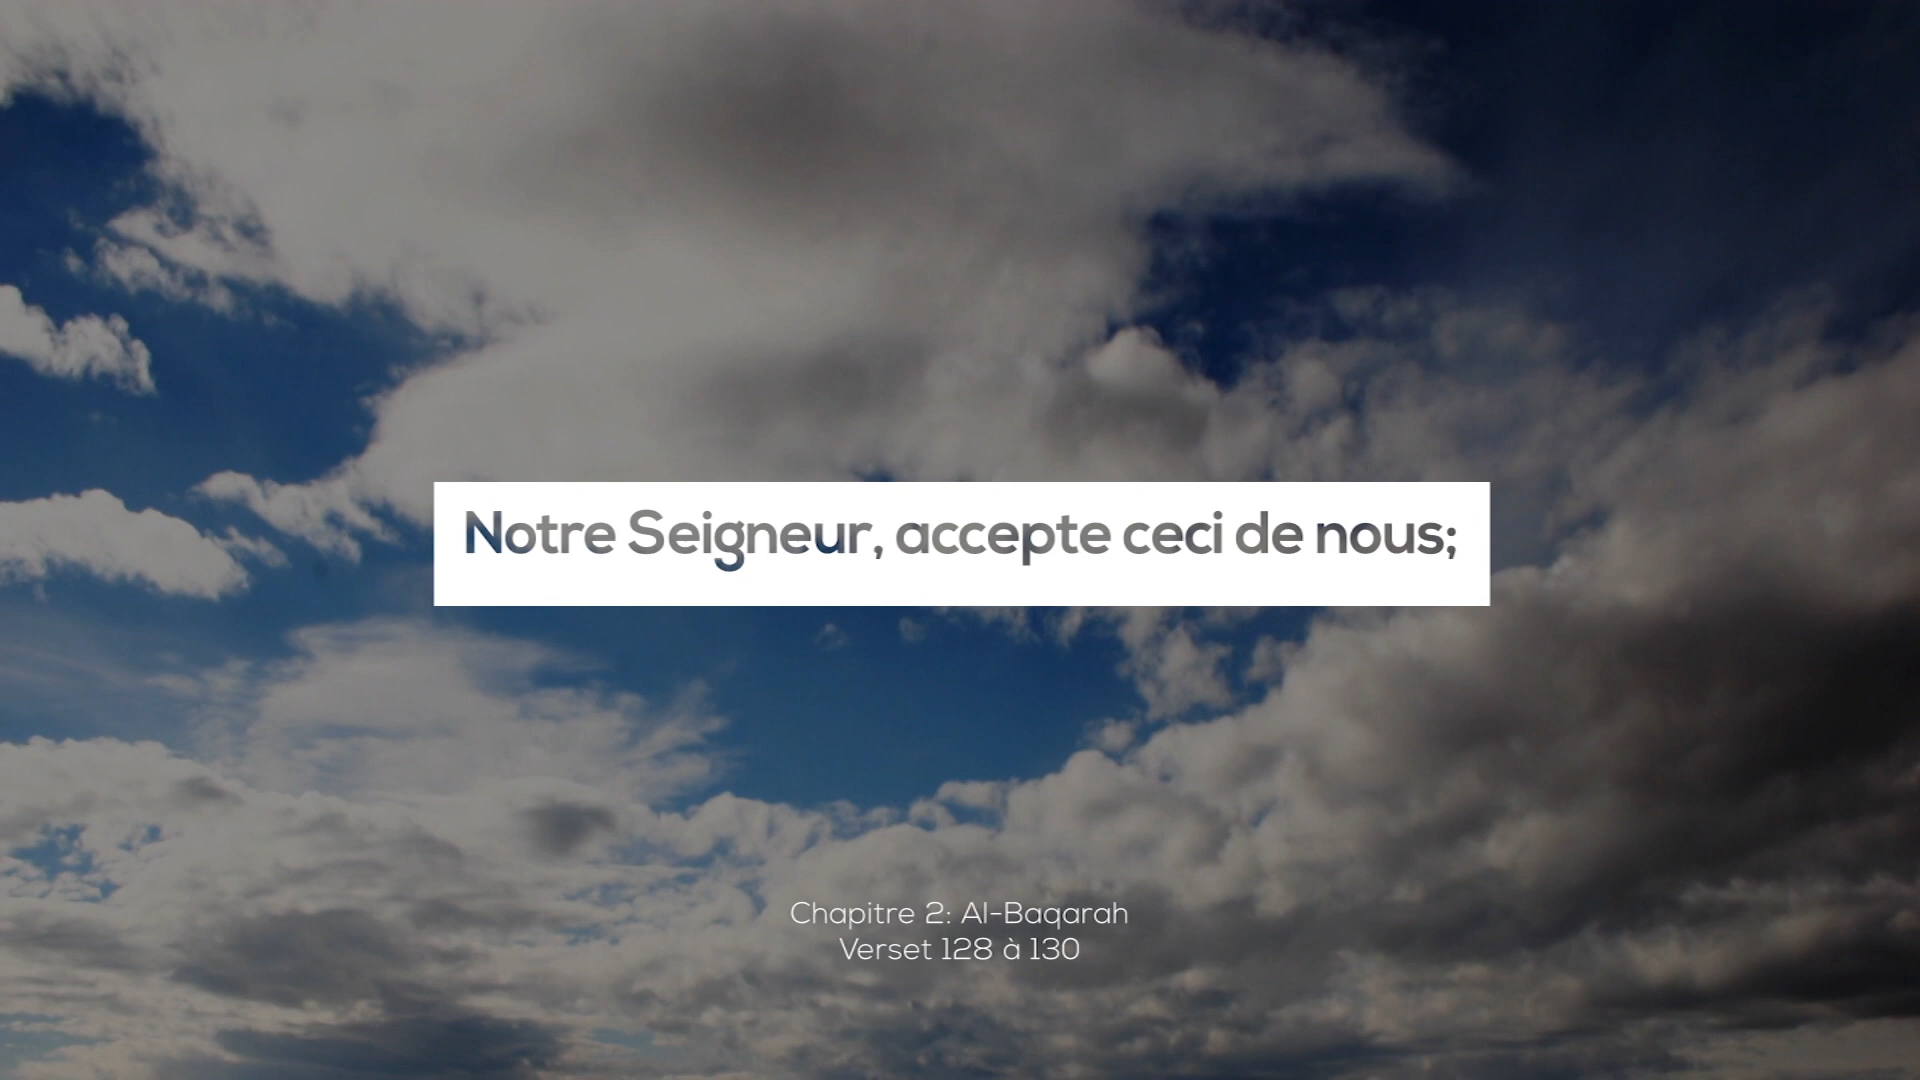 Notre Seigneur, accepte ceci de nous;
Chapitre 2: Al-Baqarah
Verset 128 à 130